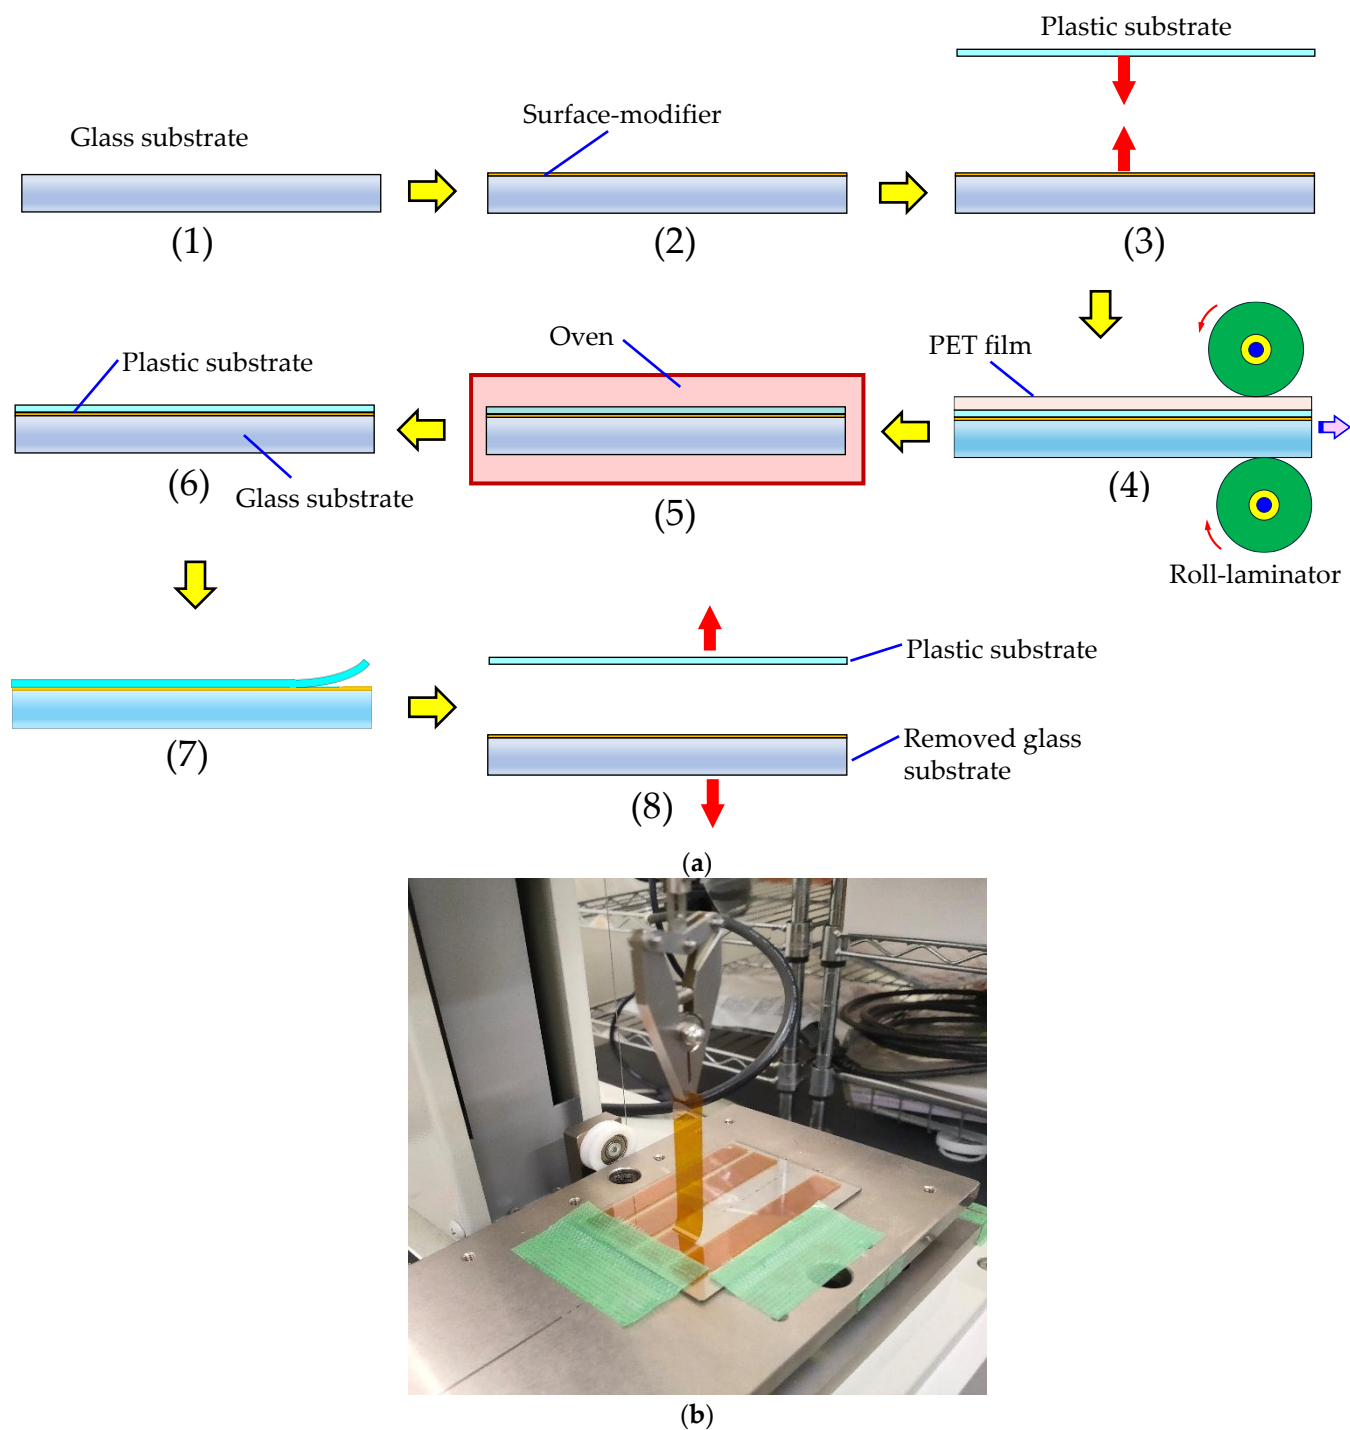 Plastic substrate
Glass substrate
Surface-modifier
(1)
(2)
(3)
Plastic substrate
Oven
PET film
(6)
Glass substrate
(5)
(4)
Roll-laminator
(7)
Plastic substrate
Removed glass
substrate
(8)
(a)
(b)